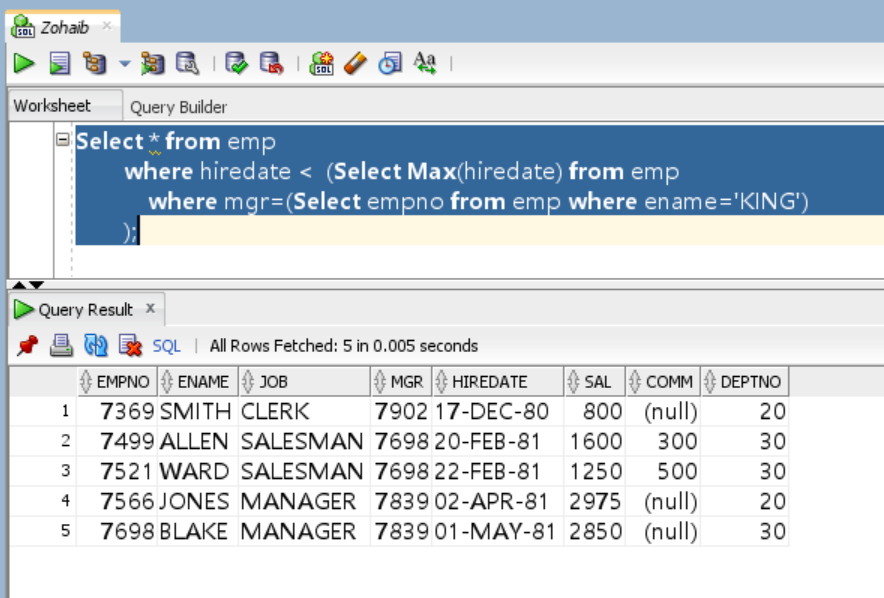 Zohaib
Worksheet Query Builder
Select * from emp
where hiredate < (Select Max(hiredate) from emp
where mgr=(Select empno from emp where ename='KING')
);
Query Result x
SQL | All Rows Fetched: 5 in 0.005 seconds
EMPNO ENAME JOB MGR HIREDATE SAL COMM DEPTNO
1 7369 SMITH CLERK 7902 17-DEC-80 800 (null) 20
2 7499 ALLEN SALESMAN 7698 20-FEB-81 1600 300 30
3 7521 WARD SALESMAN 7698 22-FEB-81 1250 500 30
4 7566 JONES MANAGER 7839 02-APR-81 2975 (null) 20
5 7698 BLAKE MANAGER 7839 01-MAY-81 2850 (null) 30